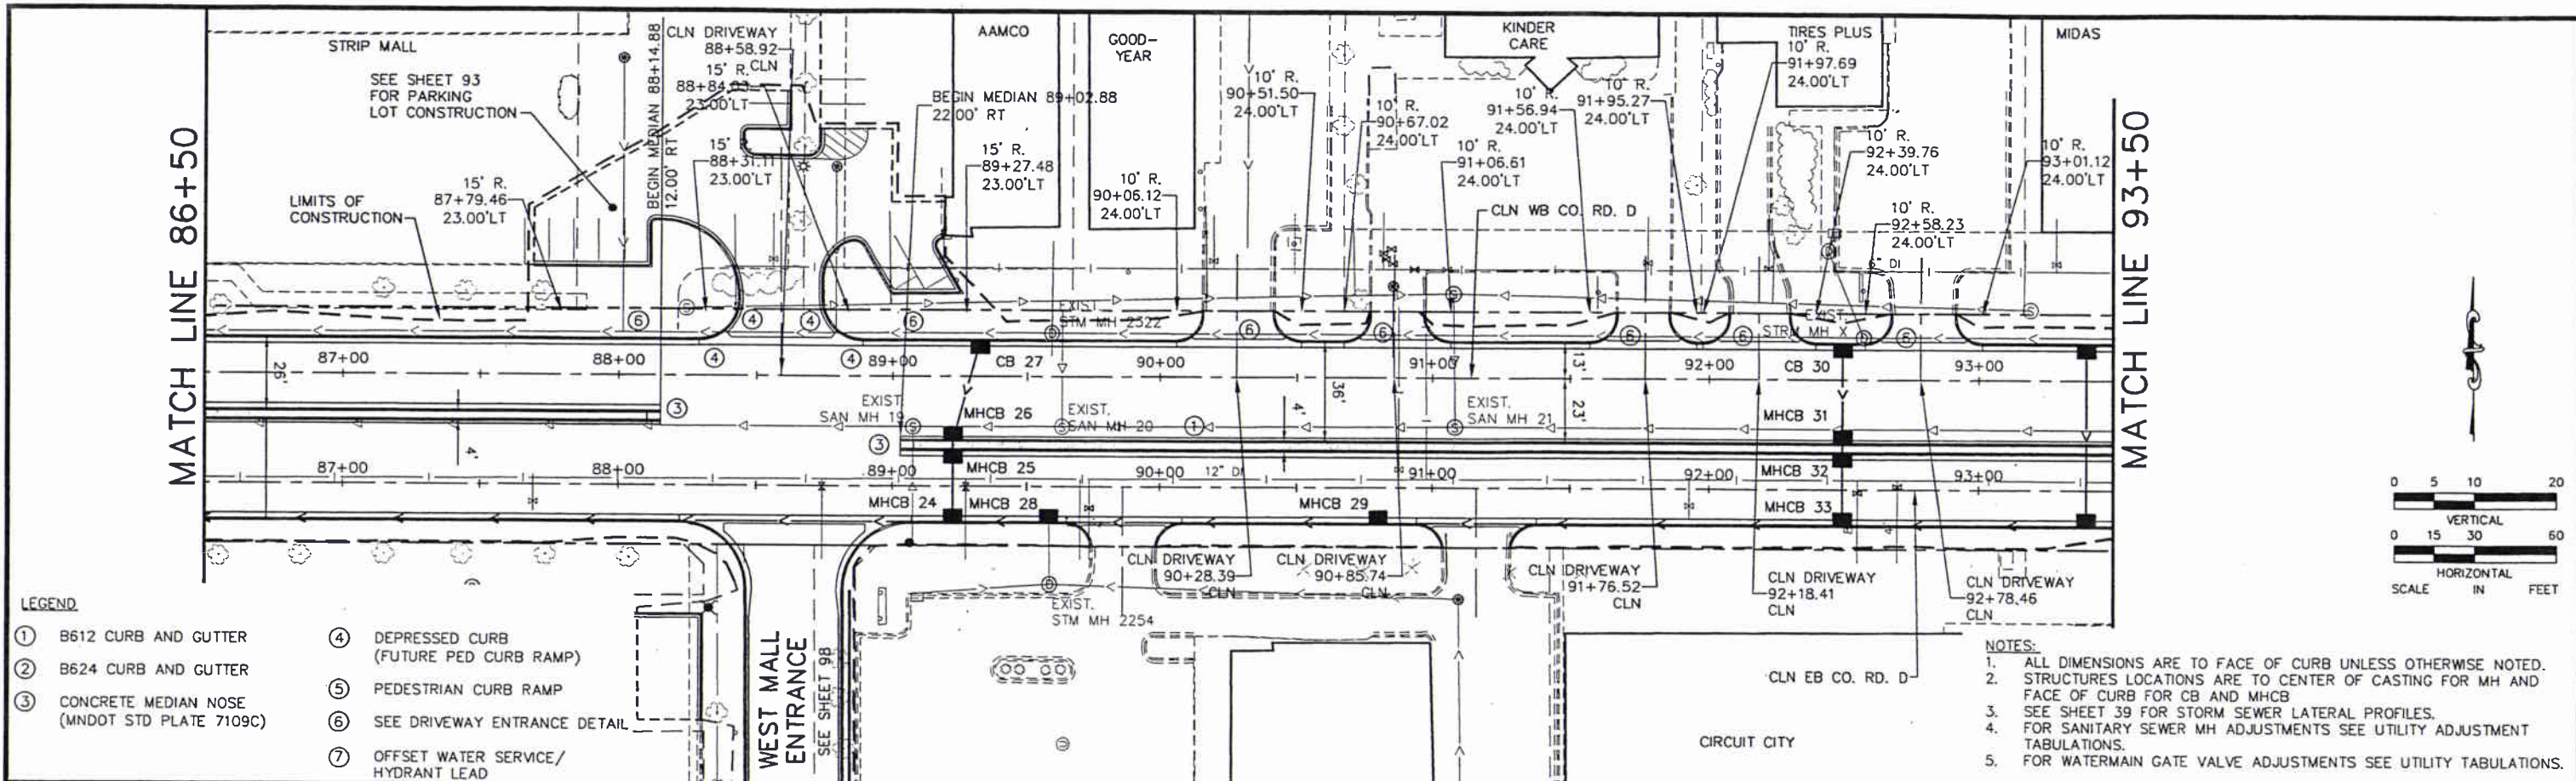 MATCH LINE 86+50
STRIP MALL
SEE SHEET 93
FOR PARKING
LOT CONSTRUCTION
LIMITS OF
CONSTRUCTION
15' R.
87+79.46
23.00'LT
BEGIN MEDIAN 88+14.88
12.00' RT
CLN DRIVEWAY
88+58.92
CLN
15' R.
23.00'LT
15' R.
88+31.11
23.00'LT
AAMCO
BEGIN MEDIAN 89+02.88
22.00' RT
15' R.
89+27.48
23.00'LT
GOOD-
YEAR
10' R.
90+06.12
24.00'LT
10' R.
90+51.50
24.00'LT
10' R.
90+67.02
24.00'LT
KINDER
CARE
10' R.
91+06.61
24.00'LT
10' R.
91+56.94
24.00'LT
10' R.
91+95.27
24.00'LT
TIRES PLUS
10' R.
91+97.69
24.00'LT
10' R.
92+39.76
24.00'LT
10' R.
92+58.23
24.00'LT
MIDAS
10' R.
93+01.12
24.00'LT
MATCH LINE 93+50
CLN WB CO. RD. D
6" DI
EXIST.
STM MH 2522
EXIST.
STRM MH X
87+00
88+00
89+00
90+00
91+00
92+00
93+00
CB 27
CB 30
26'
36'
13'
23'
4'
4'
EXIST.
SAN MH 19
MHCB 26
EXIST.
SAN MH 20
EXIST.
SAN MH 21
MHCB 31
87+00
88+00
89+00
MHCB 25
90+00
12" DI
91+00
92+00
MHCB 32
93+00
MHCB 24
MHCB 28
MHCB 29
MHCB 33
CLN DRIVEWAY
90+28.39
CLN
CLN DRIVEWAY
90+85.74
CLN
CLN DRIVEWAY
91+76.52
CLN
CLN DRIVEWAY
92+18.41
CLN
CLN DRIVEWAY
92+78.46
CLN
EXIST.
STM MH 2254
CLN EB CO. RD. D
CIRCUIT CITY
WEST MALL
ENTRANCE
SEE SHEET 98
LEGEND
1 B612 CURB AND GUTTER
2 B624 CURB AND GUTTER
3 CONCRETE MEDIAN NOSE
(MNDOT STD PLATE 7109C)
4 DEPRESSED CURB
(FUTURE PED CURB RAMP)
5 PEDESTRIAN CURB RAMP
6 SEE DRIVEWAY ENTRANCE DETAIL
7 OFFSET WATER SERVICE/
HYDRANT LEAD
0 5 10 20
VERTICAL
0 15 30 60
HORIZONTAL
SCALE IN FEET
NOTES:
1. ALL DIMENSIONS ARE TO FACE OF CURB UNLESS OTHERWISE NOTED.
2. STRUCTURES LOCATIONS ARE TO CENTER OF CASTING FOR MH AND
FACE OF CURB FOR CB AND MHCB
3. SEE SHEET 39 FOR STORM SEWER LATERAL PROFILES.
4. FOR SANITARY SEWER MH ADJUSTMENTS SEE UTILITY ADJUSTMENT
TABULATIONS.
5. FOR WATERMAIN GATE VALVE ADJUSTMENTS SEE UTILITY TABULATIONS.